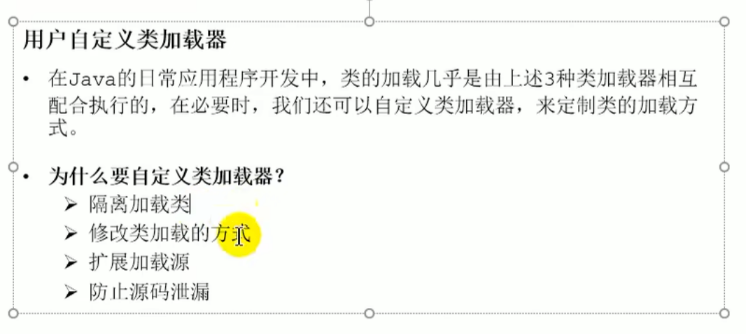 用户自定义类加载器
• 在Java的日常应用程序开发中，类的加载几乎是由上述3种类加载器相互
配合执行的，在必要时，我们还可以自定义类加载器，来定制类的加载方
式。
• 为什么要自定义类加载器？
➢ 隔离加载类
➢ 修改类加载的方式
➢ 扩展加载源
➢ 防止源码泄漏